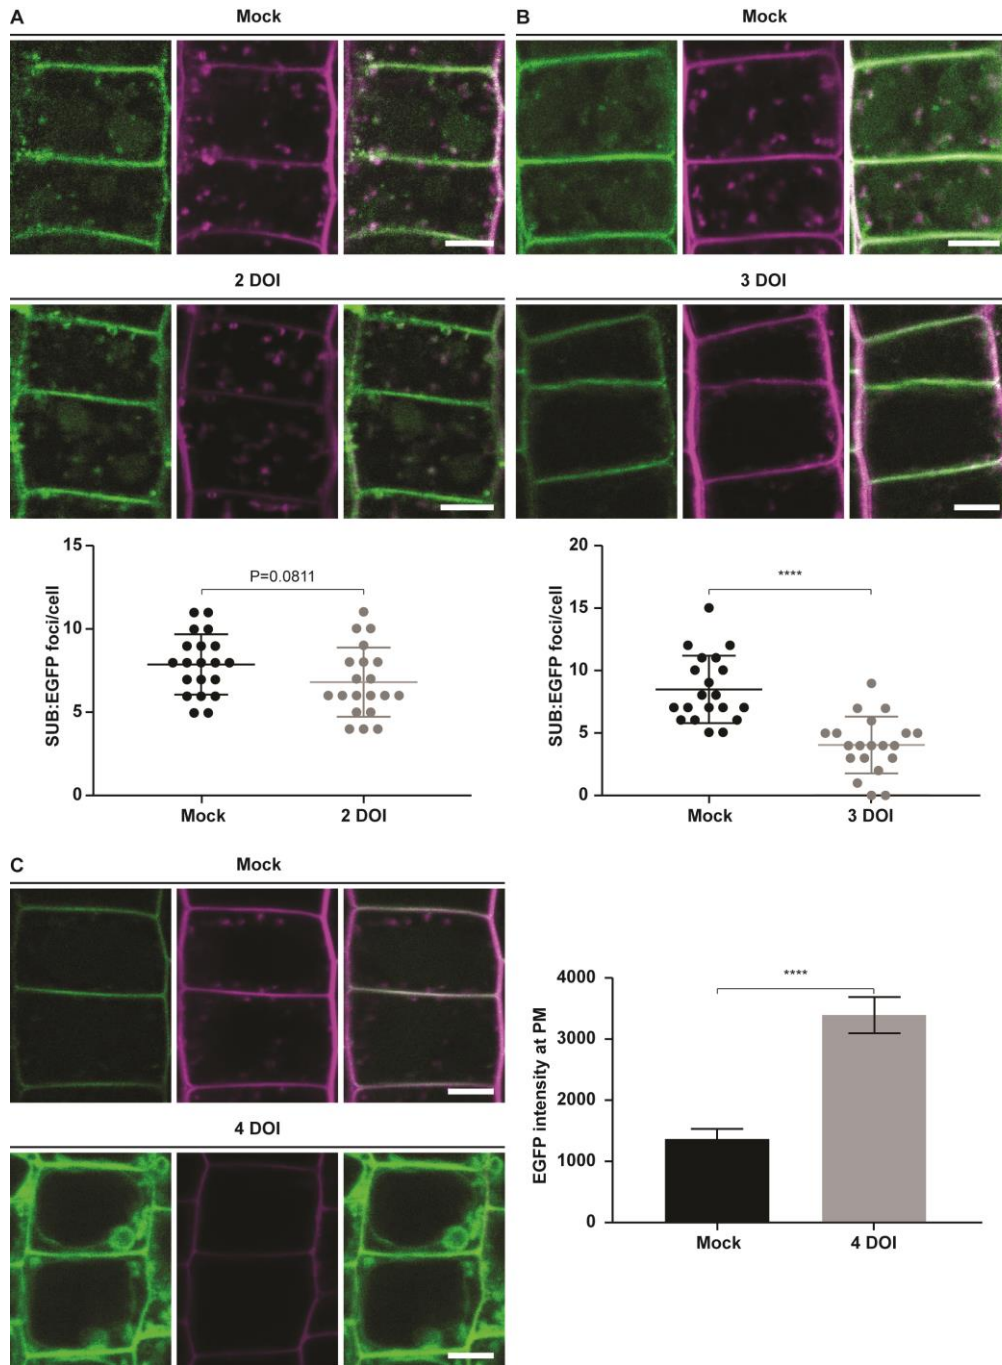 A
Mock
B
Mock
2 DOI
3 DOI
SUB:EGFP foci/cell
15
10
5
0
P=0.0811
Mock
2 DOI
SUB:EGFP foci/cell
20
15
10
5
0
****
Mock
3 DOI
C
Mock
4 DOI
EGFP intensity at PM
4000
3000
2000
1000
0
****
Mock
4 DOI